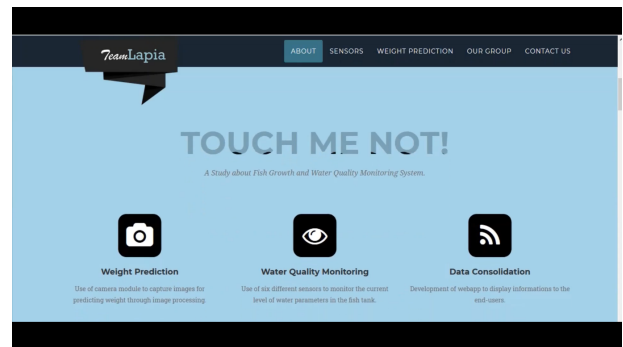 TeamLapia
ABOUT SENSORS WEIGHT PREDICTION OUR GROUP CONTACT US
TOUCH ME NOT!
A Study about Fish Growth and Water Quality Monitoring System.
Weight Prediction
Use of camera module to capture images for
predicting weight through image processing.
Water Quality Monitoring
Use of six different sensors to monitor the current
level of water parameters in the fish tank.
Data Consolidation
Development of webapp to display informations to the
end-users.